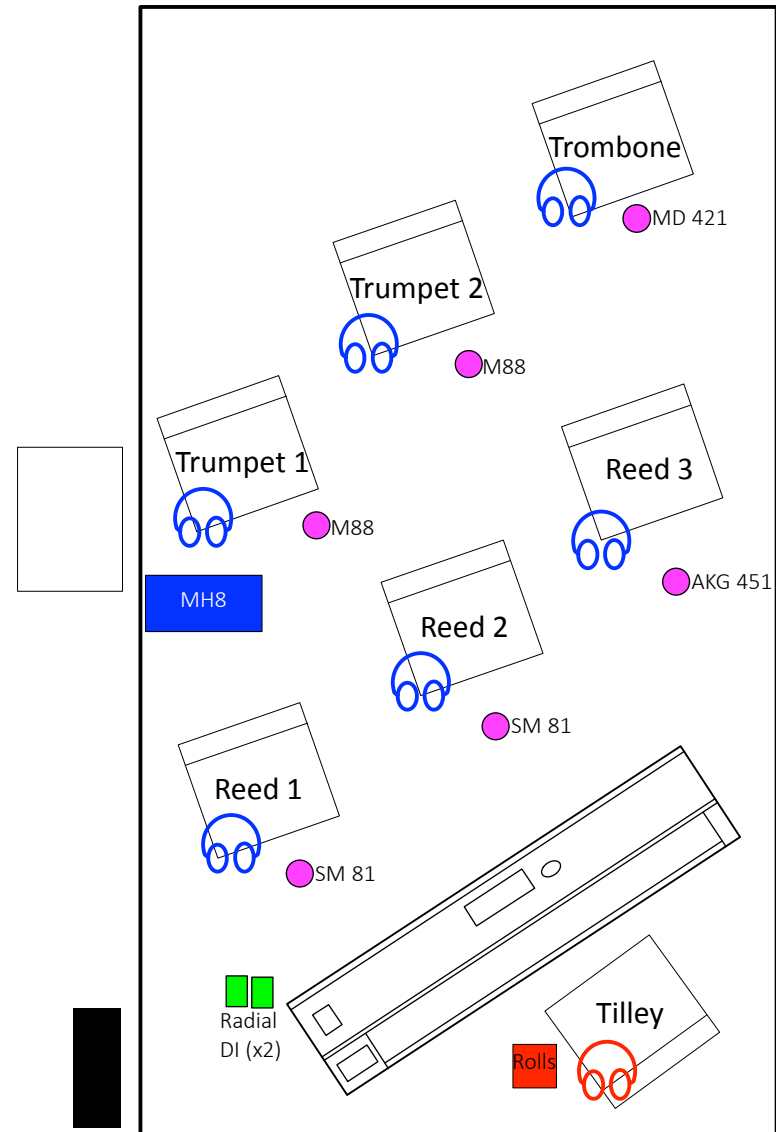 Trombone
MD 421
Trumpet 2
M88
Trumpet 1
M88
Reed 3
AKG 451
MH8
Reed 2
SM 81
Reed 1
SM 81
Radial
DI (x2)
Tilley
Rolls